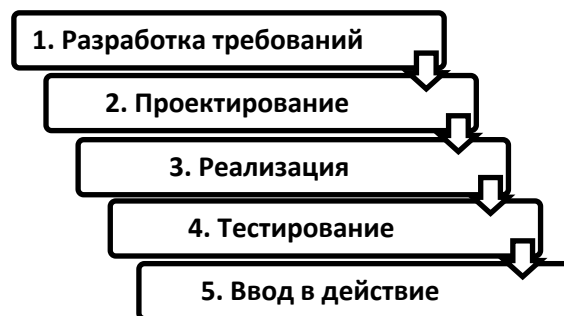 1. Разработка требований
2. Проектирование
3. Реализация
4. Тестирование
5. Ввод в действие